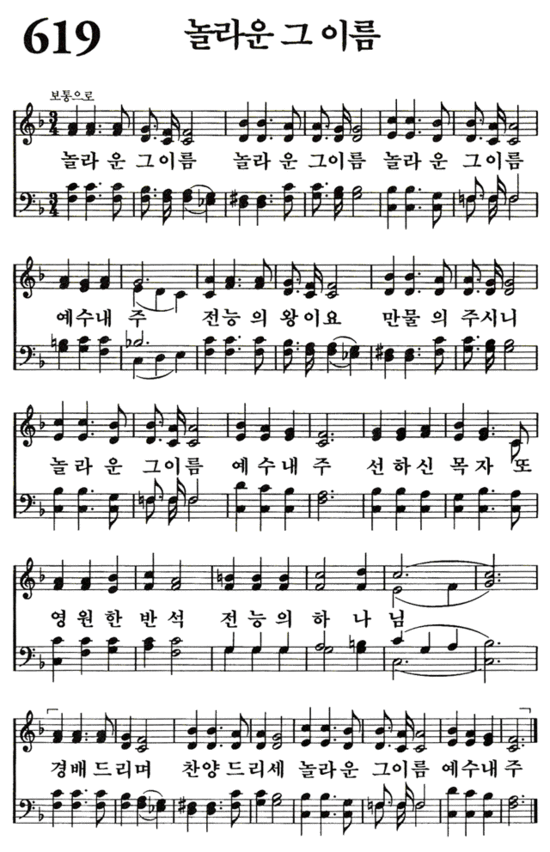 619 놀라운 그 이름
보통으로
놀라 운 그이름 놀라 운 그이름 놀라 운 그이름
예수내 주 전능 의 왕이요 만물 의 주시니
놀라 운 그이름 예수내 주 선하신 목자 또
영원한 반석 전능의 하 나님
경배드리며 찬양드리세 놀라운 그이름 예수내주